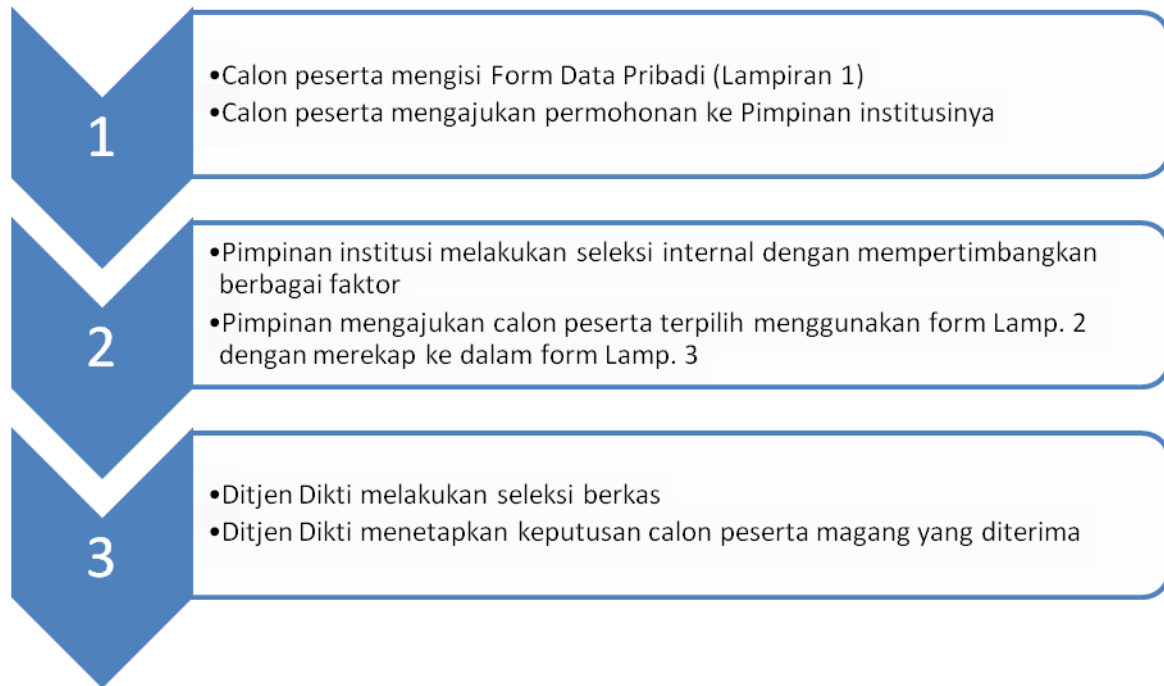 1
•Calon peserta mengisi Form Data Pribadi (Lampiran 1)
•Calon peserta mengajukan permohonan ke Pimpinan institusinya
2
•Pimpinan institusi melakukan seleksi internal dengan mempertimbangkan
berbagai faktor
•Pimpinan mengajukan calon peserta terpilih menggunakan form Lamp. 2
dengan merekap ke dalam form Lamp. 3
3
•Ditjen Dikti melakukan seleksi berkas
•Ditjen Dikti menetapkan keputusan calon peserta magang yang diterima